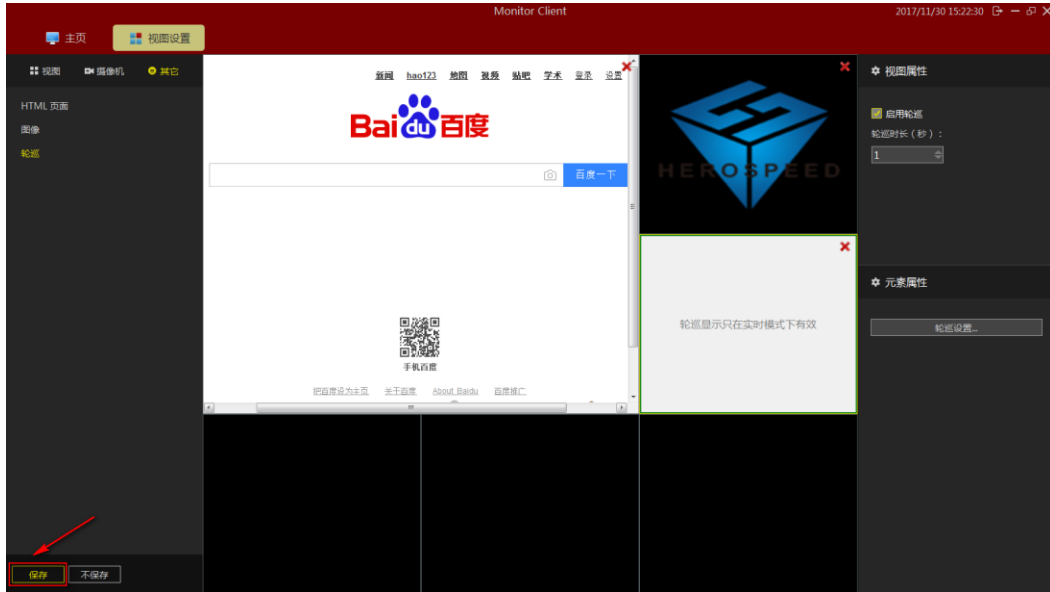 Monitor Client
2017/11/30 15:22:30
主页
视图设置
视图
摄像机
其它
HTML 页面
图像
轮巡
新闻 hao123 地图 视频 贴吧 学术 登录 设置
Bai du 百度
百度一下
手机百度
把百度设为主页 关于百度 About Baidu 百度推广
HEROSPEED
轮巡显示只在实时模式下有效
视图属性
启用轮巡
轮巡时长（秒）：
1
元素属性
轮巡设置...
保存
不保存